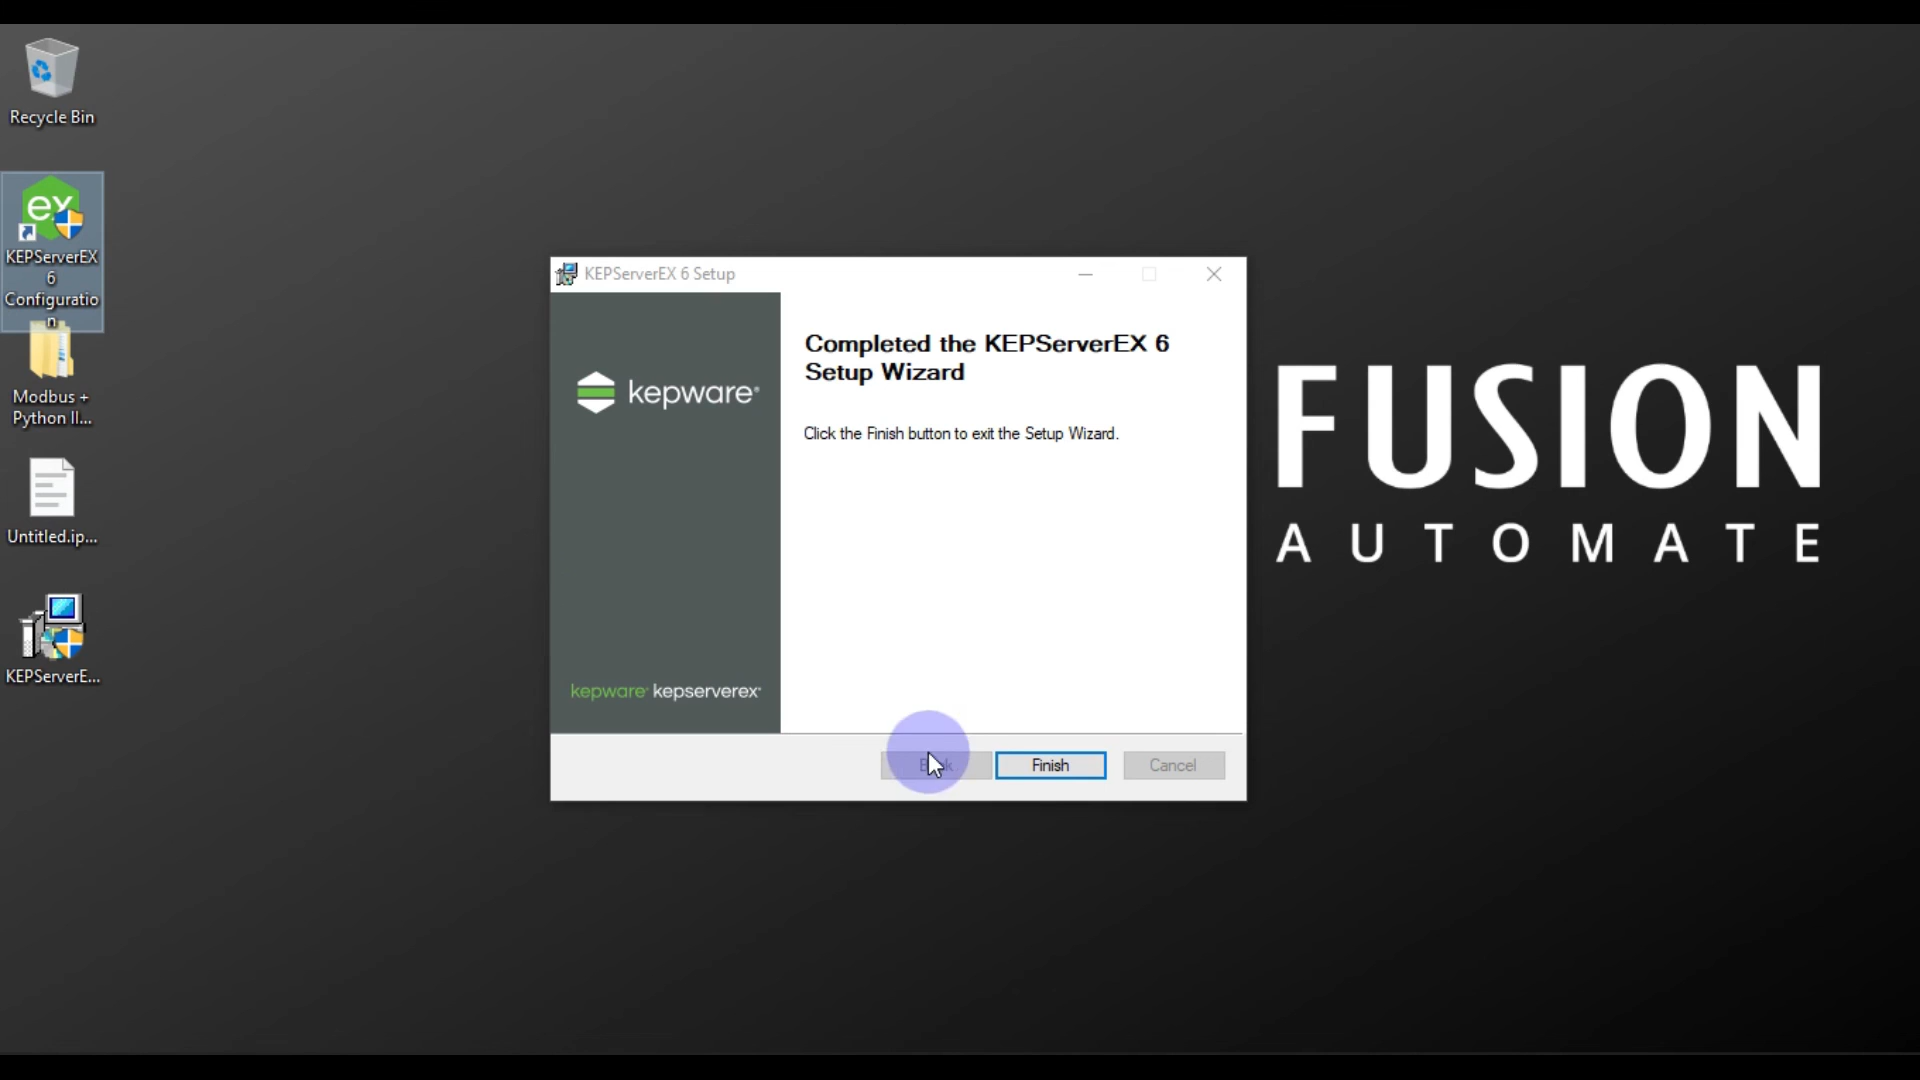 Recycle Bin
KEPServerEX
6
Configuratio
n
Modbus +
Python II...
Untitled.ip...
KEPServerE...
KEPServerEX 6 Setup
kepware®
Completed the KEPServerEX 6
Setup Wizard
Click the Finish button to exit the Setup Wizard.
kepware® kepserverex®
Finish
Cancel
FUSION
AUTOMATE